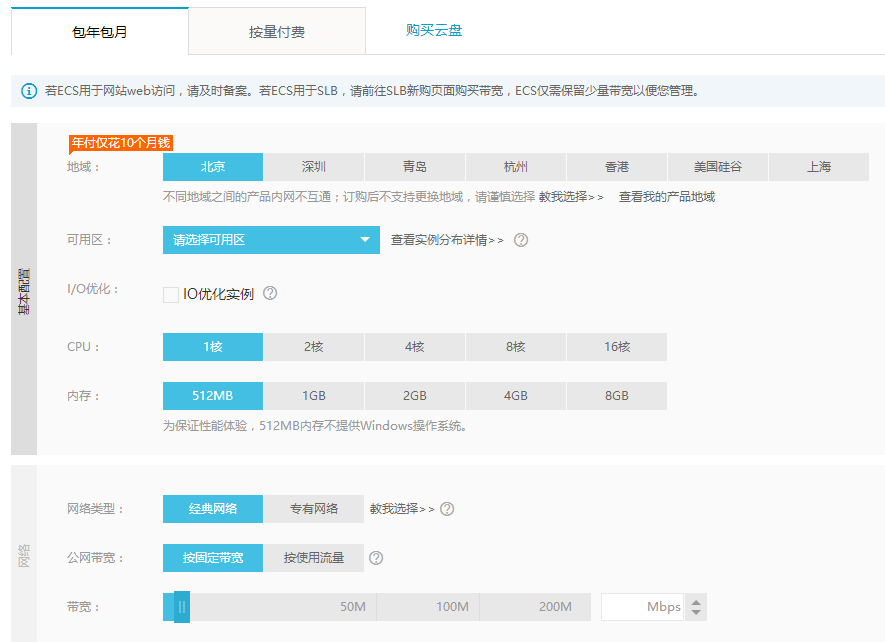 包年包月 按量付费 购买云盘
若ECS用于网站web访问，请及时备案。若ECS用于SLB，请前往SLB新购页面购买带宽，ECS仅需保留少量带宽以便您管理。
基本配置
年付仅花10个月钱
地域： 北京 深圳 青岛 杭州 香港 美国硅谷 上海
不同地域之间的产品内网不互通；订购后不支持更换地域，请谨慎选择 教我选择>> 查看我的产品地域
可用区： 请选择可用区 查看实例分布详情>> ?
I/O优化： IO优化实例 ?
CPU： 1核 2核 4核 8核 16核
内存： 512MB 1GB 2GB 4GB 8GB
为保证性能体验，512MB内存不提供Windows操作系统。
网络
网络类型： 经典网络 专有网络 教我选择>> ?
公网带宽： 按固定带宽 按使用流量 ?
带宽： 50M 100M 200M Mbps